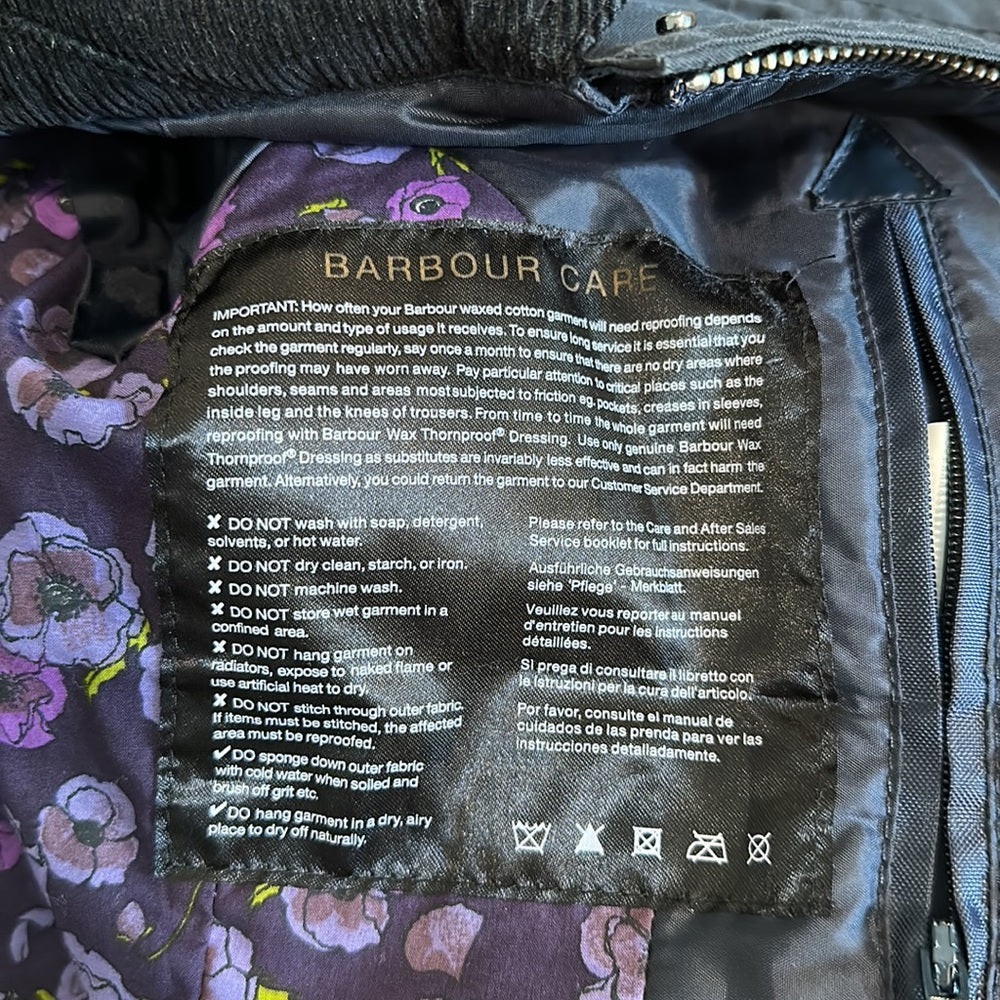 BARBOUR CARE
IMPORTANT: How often your Barbour waxed cotton garment will need reproofing depends
on the amount and type of usage it receives. To ensure long service it is essential that you
check the garment regularly, say once a month to ensure that there are no dry areas where
the proofing may have worn away. Pay particular attention to critical places such as the
shoulders, seams and areas most subjected to friction eg. pockets, creases in sleeves,
inside leg and the knees of trousers. From time to time the whole garment will need
reproofing with Barbour Wax Thornproof® Dressing. Use only genuine Barbour Wax
Thornproof® Dressing as substitutes are invariably less effective and can in fact harm the
garment. Alternatively, you could return the garment to our Customer Service Department.
✘ DO NOT wash with soap, detergent,
solvents, or hot water.
✘ DO NOT dry clean, starch, or iron.
✘ DO NOT machine wash.
✘ DO NOT store wet garment in a
confined area.
✘ DO NOT hang garment on
radiators, expose to naked flame or
use artificial heat to dry.
✘ DO NOT stitch through outer fabric.
If items must be stitched, the affected
area must be reproofed.
✔ DO sponge down outer fabric
with cold water when soiled and
brush off grit etc.
✔ DO hang garment in a dry, airy
place to dry off naturally.
Please refer to the Care and After Sales
Service booklet for full instructions.
Ausführliche Gebrauchsanweisungen
siehe 'Pflege' - Merkblatt.
Veuillez vous reporter au manuel
d'entretien pour les instructions
détaillées.
Si prega di consultare il libretto con
le istruzioni per la cura dell'articolo.
Por favor, consulte el manual de
cuidados de las prenda para ver las
instrucciones detalladamente.